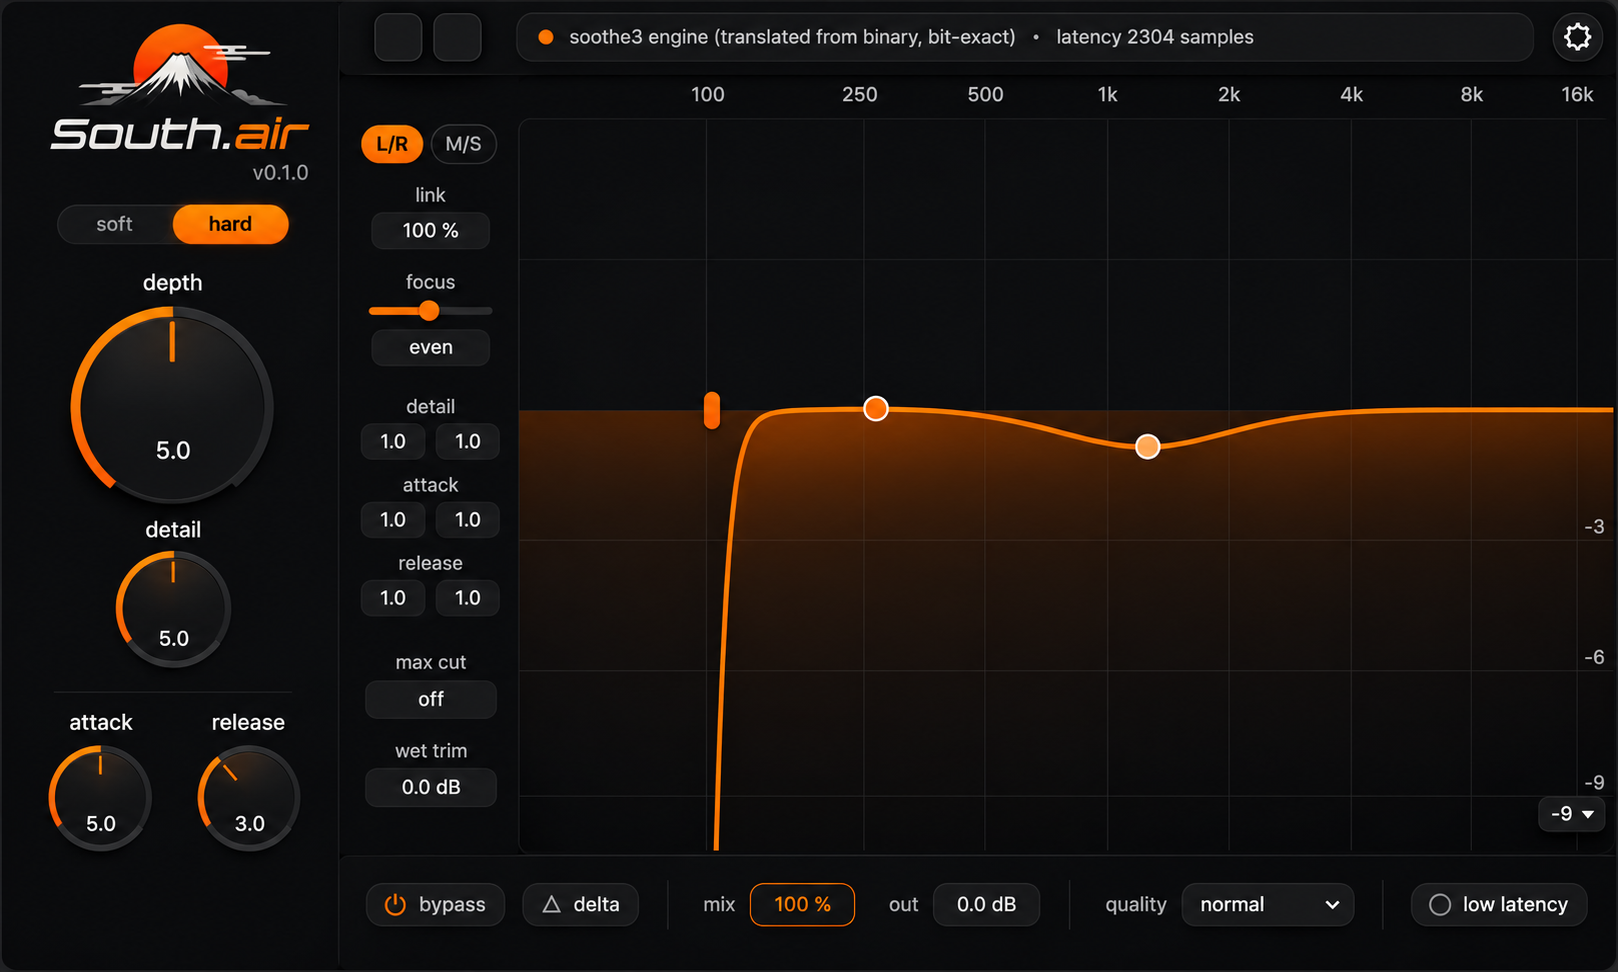 South.air
v0.1.0
soft hard
depth
5.0
detail
5.0
attack release
5.0 3.0
soothe3 engine (translated from binary, bit-exact) • latency 2304 samples
L/R M/S
link
100 %
focus
even
detail
1.0 1.0
attack
1.0 1.0
release
1.0 1.0
max cut
off
wet trim
0.0 dB
100 250 500 1k 2k 4k 8k 16k
-3
-6
-9
-9
bypass delta mix 100 % out 0.0 dB quality normal low latency